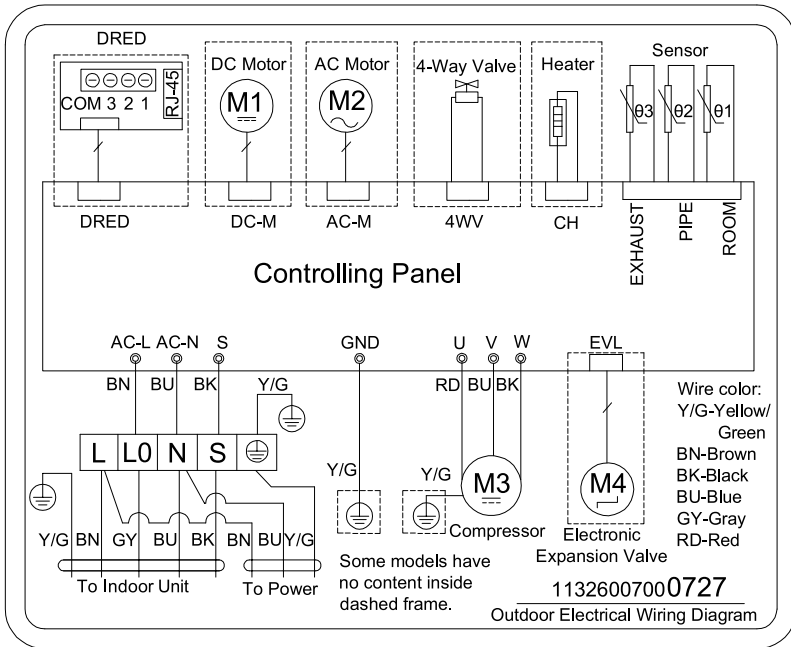 DRED
DC Motor
AC Motor
4-Way Valve
Heater
Sensor
COM 3 2 1
RJ-45
M1
M2
θ3
θ2
θ1
DRED
DC-M
AC-M
4WV
CH
EXHAUST
PIPE
ROOM
Controlling Panel
AC-L AC-N S
GND
U V W
EVL
BN BU BK
Y/G
RD BU BK
L L0 N S
Y/G
Y/G
M3
M4
Compressor
Electronic
Expansion Valve
Wire color:
Y/G-Yellow/
Green
BN-Brown
BK-Black
BU-Blue
GY-Gray
RD-Red
Y/G BN GY BU BK BN BU Y/G
To Indoor Unit
To Power
Some models have
no content inside
dashed frame.
11326007000727
Outdoor Electrical Wiring Diagram